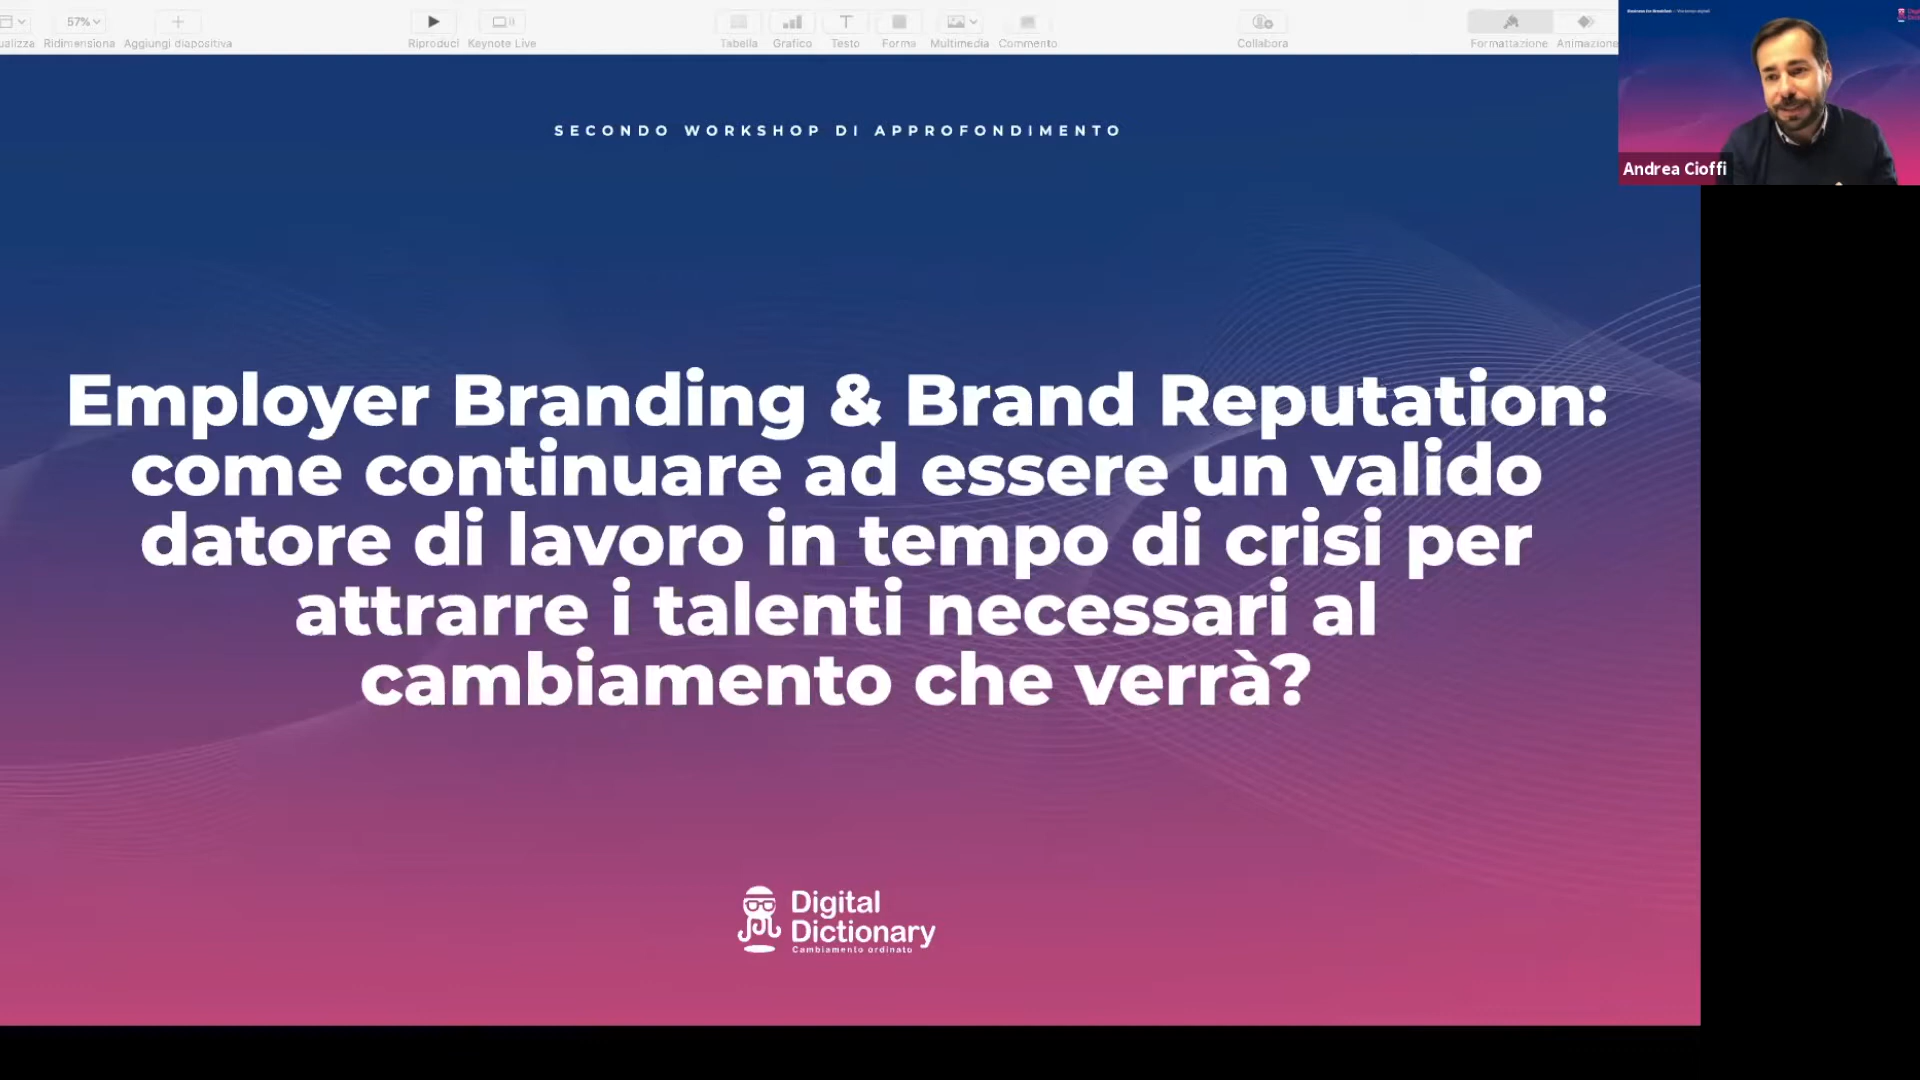 57%
Ridimensiona
Aggiungi diapositiva
Riproduci
Keynote Live
Tabella
Grafico
Testo
Forma
Multimedia
Commento
Collabora
Formattazione
Animazione
Andrea Cioffi
SECONDO WORKSHOP DI APPROFONDIMENTO
Employer Branding & Brand Reputation:
come continuare ad essere un valido
datore di lavoro in tempo di crisi per
attrarre i talenti necessari al
cambiamento che verrà?
Digital
Dictionary
Cambiamento ordinato